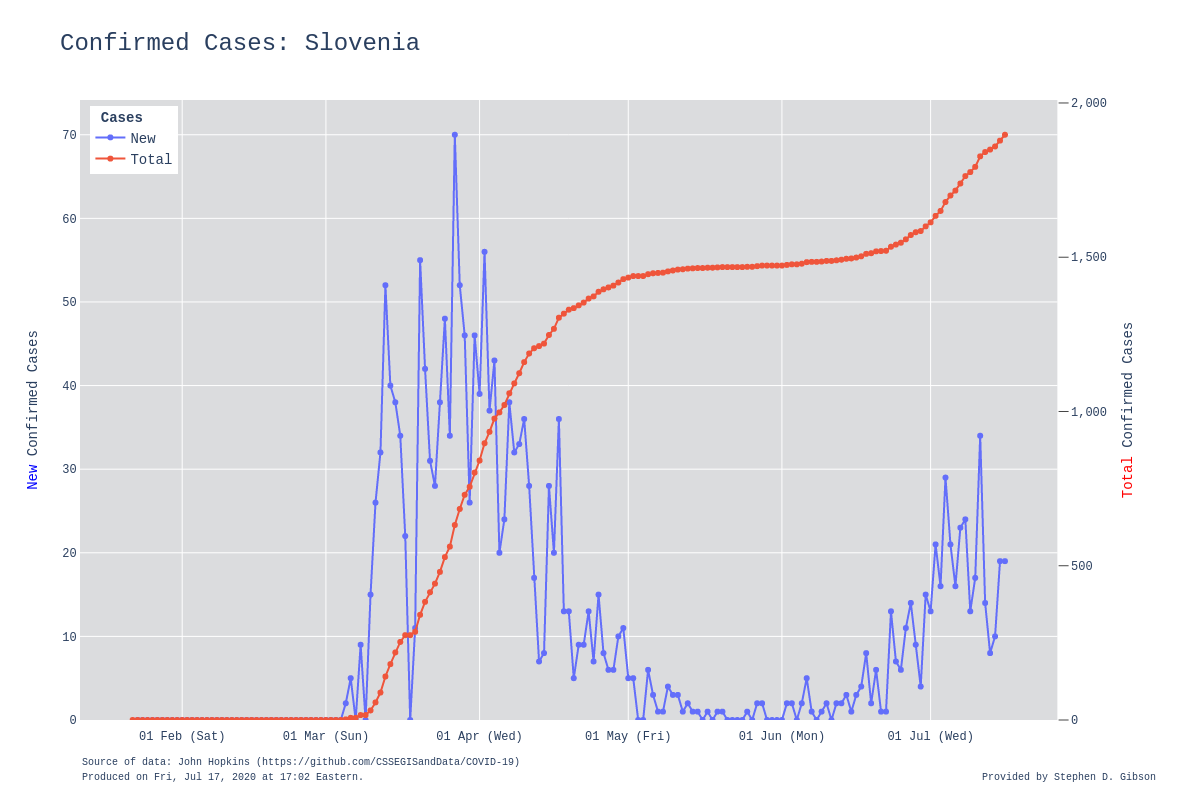 Confirmed Cases: Slovenia
Cases
New
Total
70
60
50
40
30
20
10
0
2,000
1,500
1,000
500
0
New Confirmed Cases
Total Confirmed Cases
01 Feb (Sat)
01 Mar (Sun)
01 Apr (Wed)
01 May (Fri)
01 Jun (Mon)
01 Jul (Wed)
Source of data: John Hopkins (https://github.com/CSSEGISandData/COVID-19)
Produced on Fri, Jul 17, 2020 at 17:02 Eastern.
Provided by Stephen D. Gibson